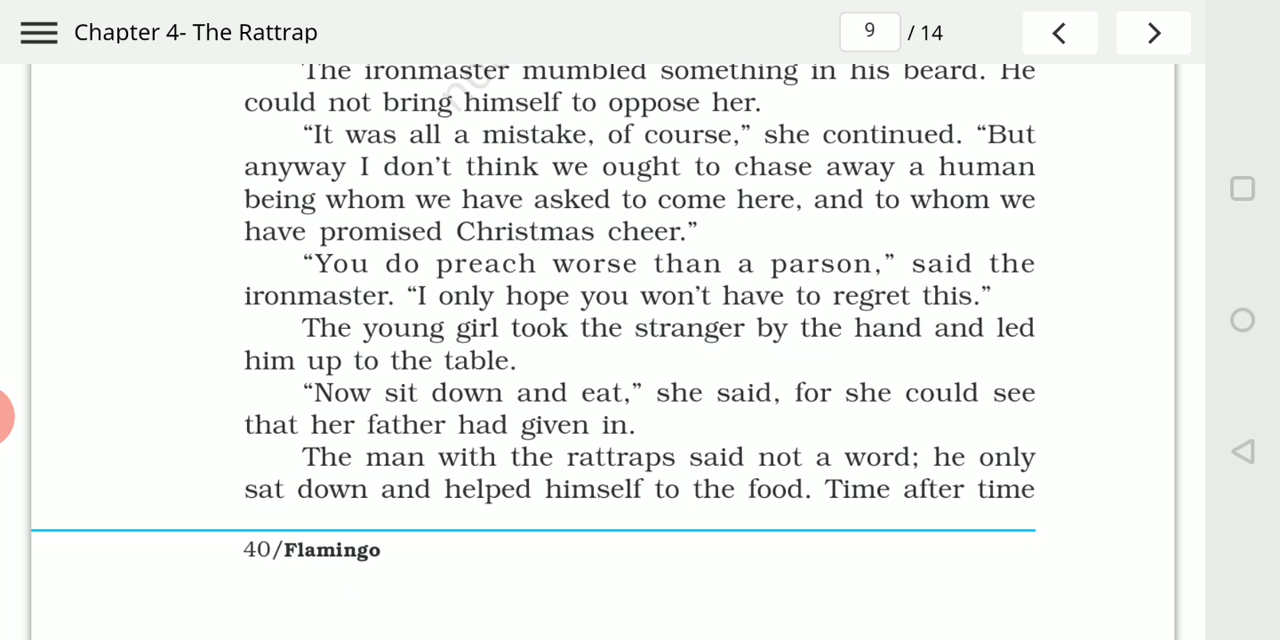 Chapter 4- The Rattrap
9 / 14
The ironmaster mumbled something in his beard. He
could not bring himself to oppose her.
“It was all a mistake, of course,” she continued. “But
anyway I don’t think we ought to chase away a human
being whom we have asked to come here, and to whom we
have promised Christmas cheer.”
“You do preach worse than a parson,” said the
ironmaster. “I only hope you won’t have to regret this.”
The young girl took the stranger by the hand and led
him up to the table.
“Now sit down and eat,” she said, for she could see
that her father had given in.
The man with the rattraps said not a word; he only
sat down and helped himself to the food. Time after time
40/Flamingo